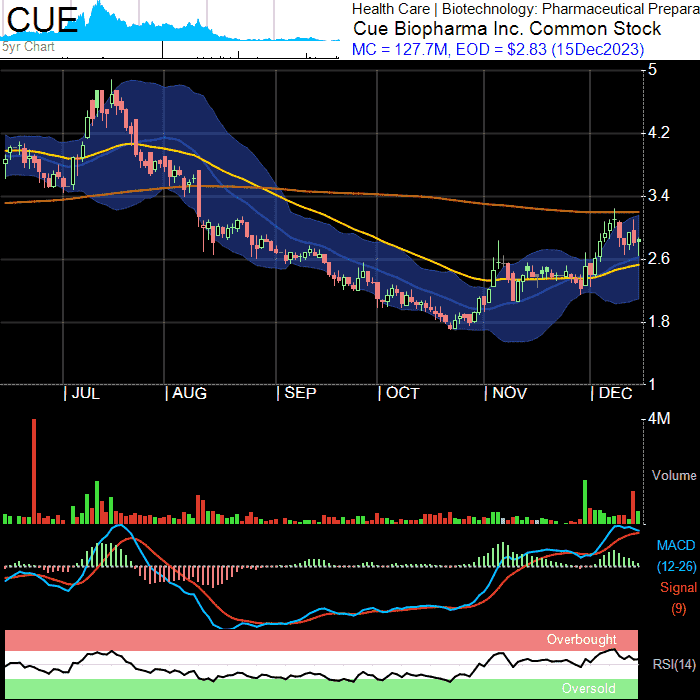 CUE
5yr Chart
Health Care | Biotechnology: Pharmaceutical Prepara
Cue Biopharma Inc. Common Stock
MC = 127.7M, EOD = $2.83 (15Dec2023)
5
4.2
3.4
2.6
1.8
1
| JUL | AUG | SEP | OCT | NOV | DEC
4M
Volume
MACD
(12-26)
Signal
(9)
Overbought
RSI(14)
Oversold